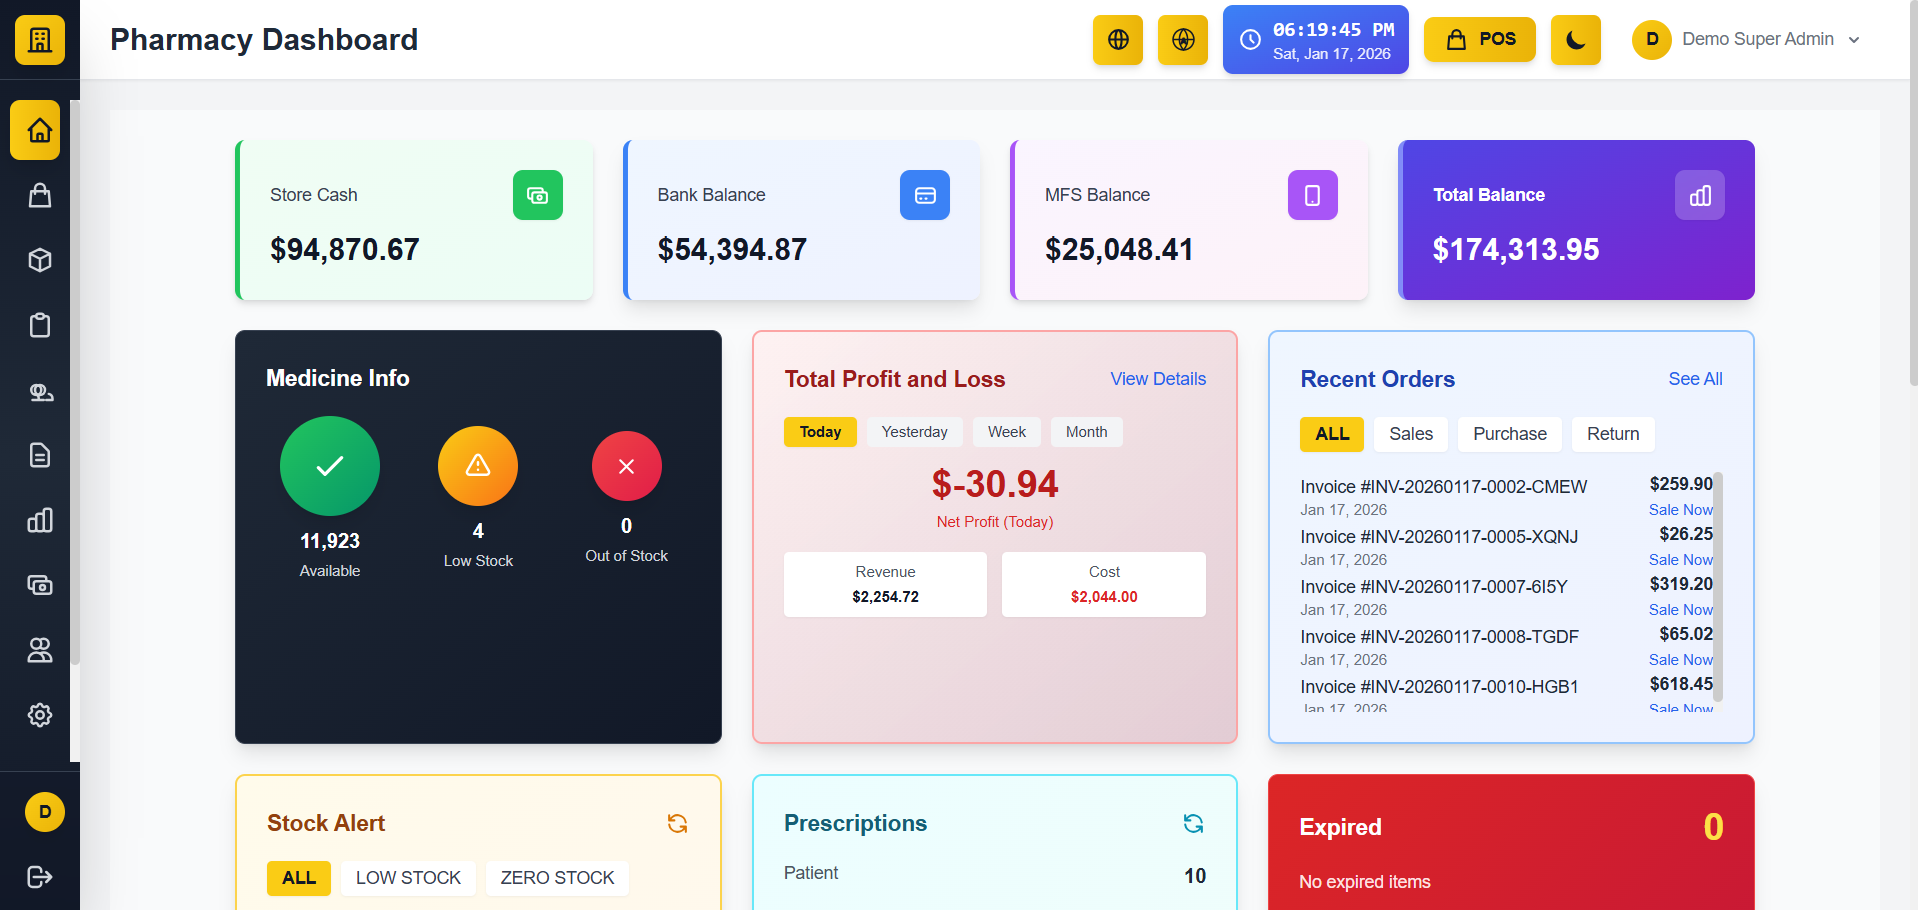 Pharmacy Dashboard
06:19:45 PM
Sat, Jan 17, 2026
POS
D
Demo Super Admin
Store Cash
$94,870.67
Bank Balance
$54,394.87
MFS Balance
$25,048.41
Total Balance
$174,313.95
Medicine Info
11,923
Available
4
Low Stock
0
Out of Stock
Total Profit and Loss
View Details
Today
Yesterday
Week
Month
$-30.94
Net Profit (Today)
Revenue
$2,254.72
Cost
$2,044.00
Recent Orders
See All
ALL
Sales
Purchase
Return
Invoice #INV-20260117-0002-CMEW
$259.90
Jan 17, 2026
Sale Now
Invoice #INV-20260117-0005-XQNJ
$26.25
Jan 17, 2026
Sale Now
Invoice #INV-20260117-0007-6I5Y
$319.20
Jan 17, 2026
Sale Now
Invoice #INV-20260117-0008-TGDF
$65.02
Jan 17, 2026
Sale Now
Invoice #INV-20260117-0010-HGB1
$618.45
Jan 17, 2026
Sale Now
Stock Alert
ALL
LOW STOCK
ZERO STOCK
Prescriptions
Patient
10
Expired
0
No expired items
D